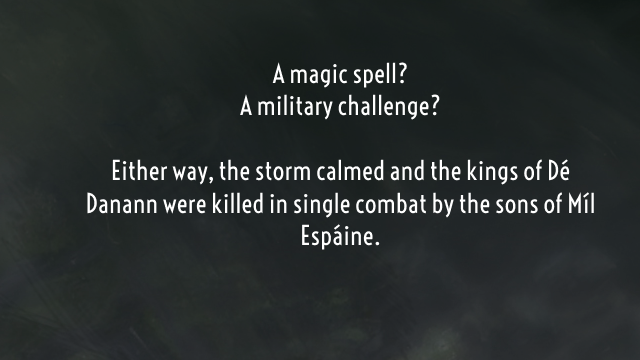 A magic spell?
A military challenge?
Either way, the storm calmed and the kings of Dé
Danann were killed in single combat by the sons of Míl
Espáine.